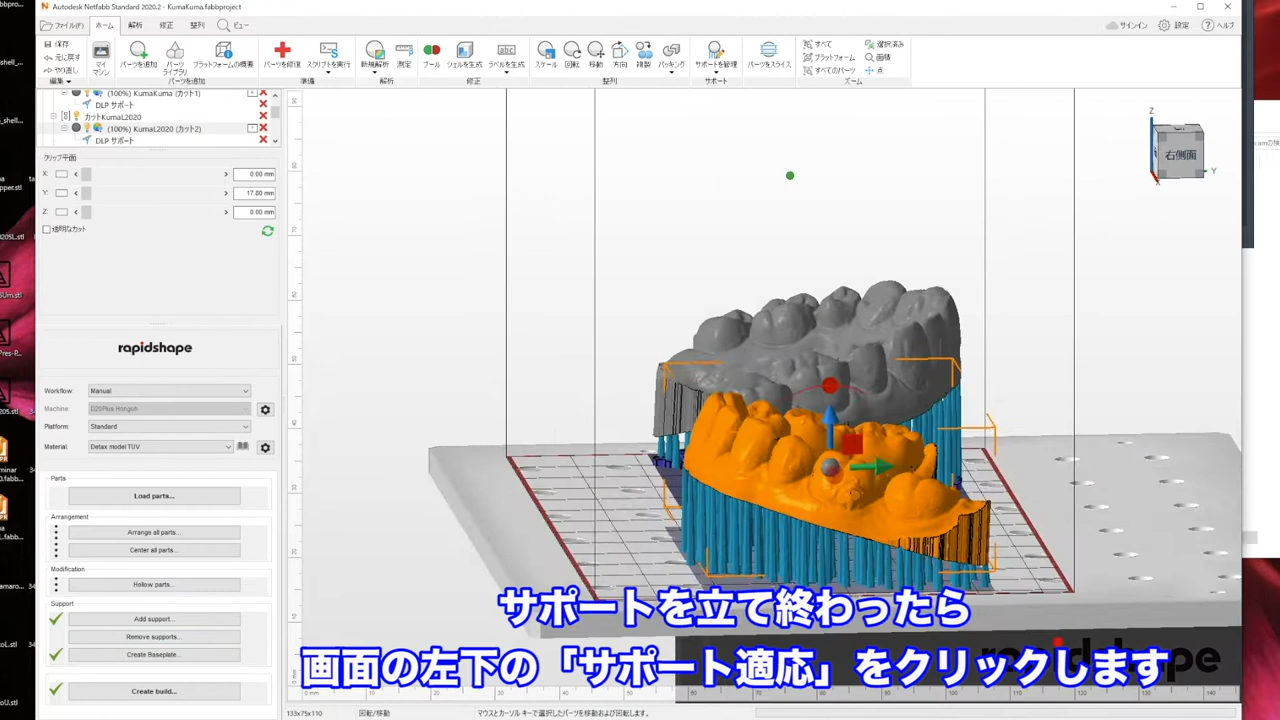 Autodesk Netfabb Standard 2020.2 - KumaKuma.fabbproject
ファイル(F)
ホーム
解析
修正
整列
ビュー
サインイン
設定
ヘルプ
保存
元に戻す
やり直し
編集
マイ
マシン
パーツを追加
パーツ
ライブラリ
プラットフォームの概要
パーツを追加
パーツを修復
スクリプトを実行
準備
新規解析
測定
解析
ブール
シェルを生成
ラベルを生成
修正
スケール
回転
移動
方向
複製
パッキング
整列
サポートを管理
サポート
パーツをスライス
すべて
プラットフォーム
すべてのパーツ
選択済み
面積
点
ズーム
(100%) KumaKuma (カット1)
DLP サポート
カットKumaL2020
(100%) KumaL2020 (カット2)
DLP サポート
クリップ平面
X: 0.00 mm
Y: 17.80 mm
Z: 0.00 mm
透明なカット
rapidshape
Workflow: Manual
Machine: D20Plus Hongoh
Platform: Standard
Material: Detax model TUV
Parts
Load parts...
Arrangement
Arrange all parts...
Center all parts...
Modification
Hollow parts...
Support
Add support...
Remove supports...
Create Baseplate...
Create build...
Z
右側面
Y
X
サポートを立て終わったら
画面の左下の「サポート適応」をクリックします
133x75x110
回転/移動
マウスとカーソル キーで選択したパーツを移動および回転します。